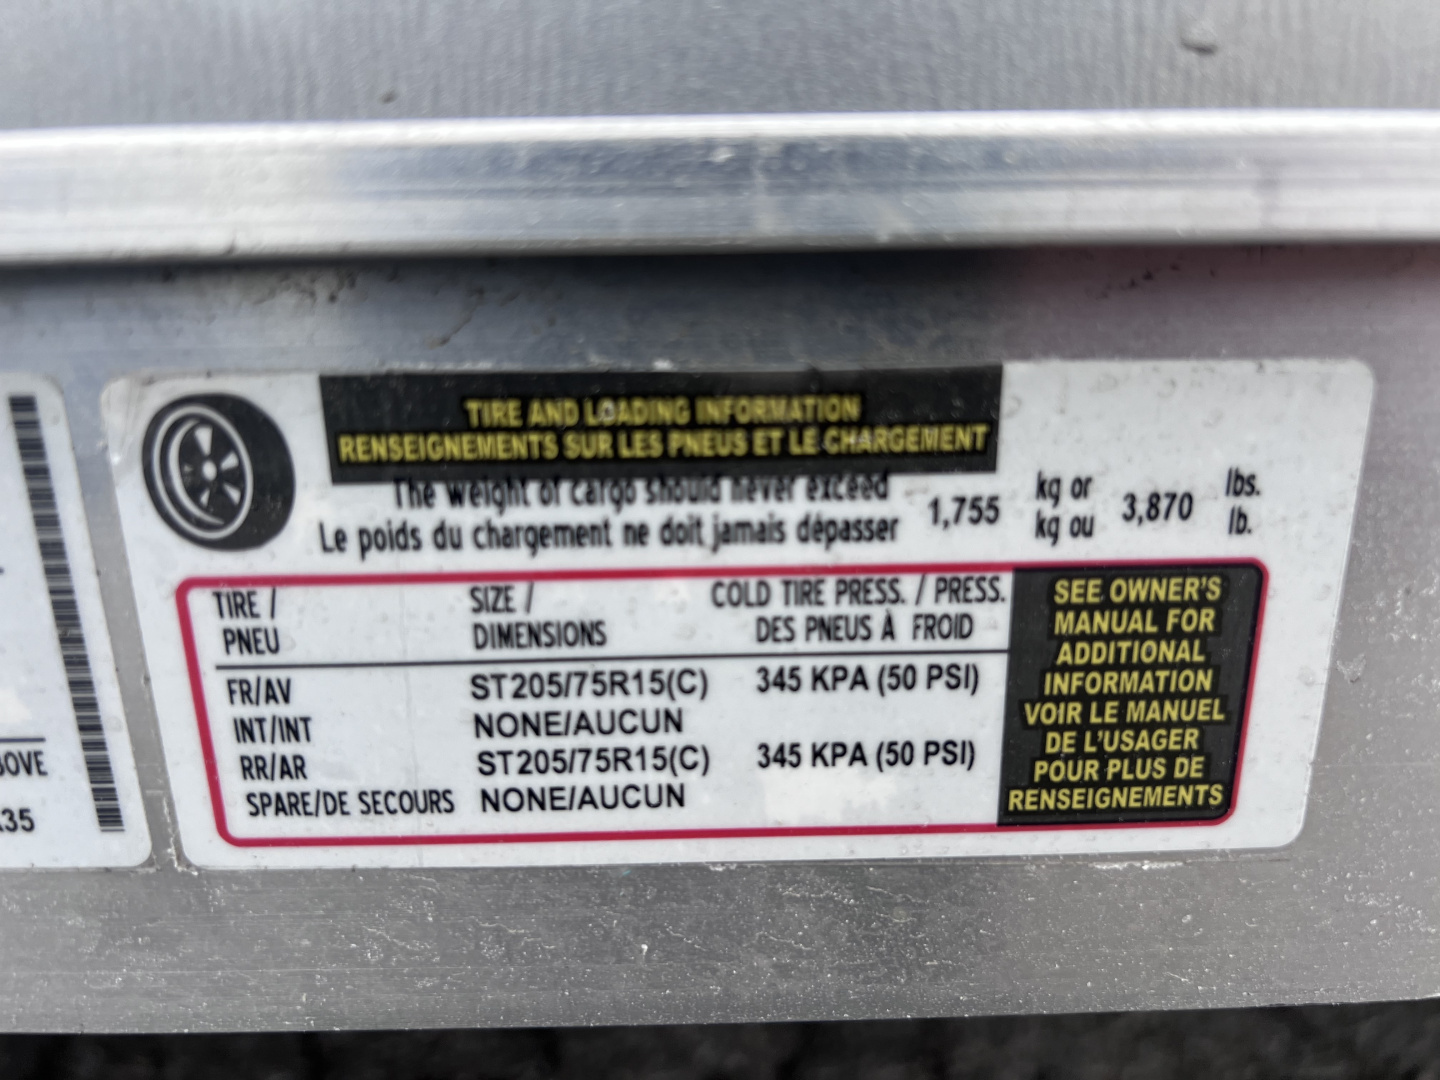 TIRE AND LOADING INFORMATION
RENSEIGNEMENTS SUR LES PNEUS ET LE CHARGEMENT
The weight of cargo should never exceed
Le poids du chargement ne doit jamais dépasser
1,755 kg or 3,870 lbs.
kg ou lb.
TIRE / SIZE / COLD TIRE PRESS. / PRESS.
PNEU DIMENSIONS DES PNEUS À FROID
FR/AV ST205/75R15(C) 345 KPA (50 PSI)
INT/INT NONE/AUCUN
RR/AR ST205/75R15(C) 345 KPA (50 PSI)
SPARE/DE SECOURS NONE/AUCUN
SEE OWNER'S
MANUAL FOR
ADDITIONAL
INFORMATION
VOIR LE MANUEL
DE L'USAGER
POUR PLUS DE
RENSEIGNEMENTS